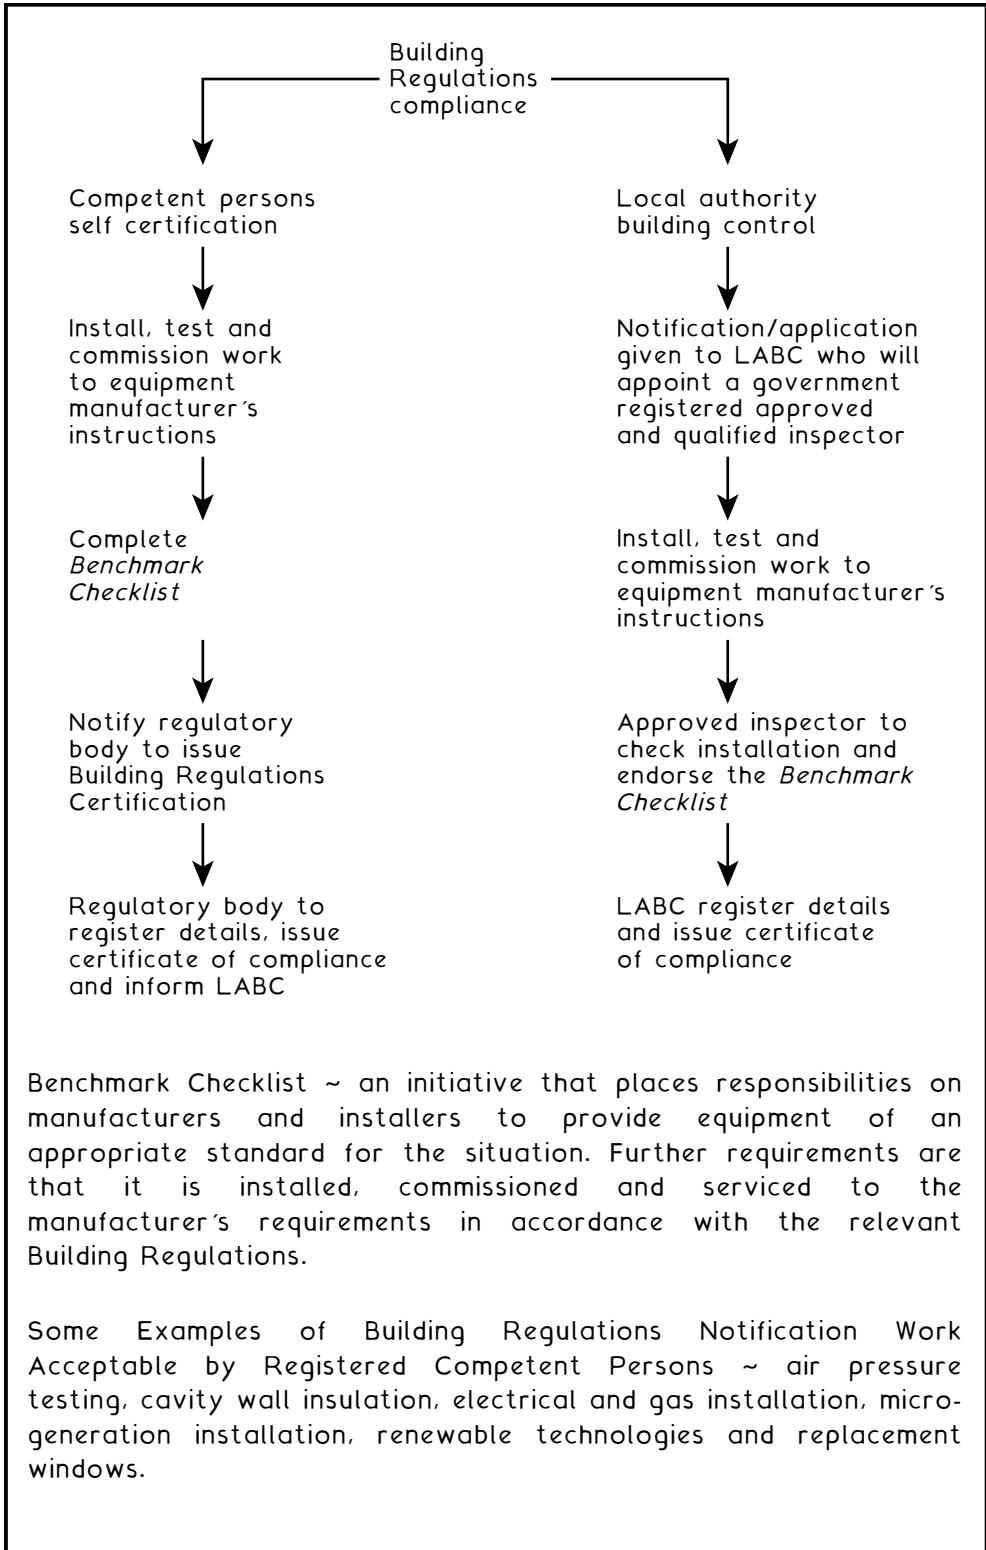 Building
Regulations
compliance
Competent persons
self certification
Install, test and
commission work
to equipment
manufacturer´s
instructions
Complete
Benchmark
Checklist
Notify regulatory
body to issue
Building Regulations
Certification
Regulatory body to
register details, issue
certificate of compliance
and inform LABC
Local authority
building control
Notification/application
given to LABC who will
appoint a government
registered approved
and qualified inspector
Install, test and
commission work to
equipment manufacturer´s
instructions
Approved inspector to
check installation and
endorse the Benchmark
Checklist
LABC register details
and issue certificate
of compliance
Benchmark Checklist ~ an initiative that places responsibilities on
manufacturers and installers to provide equipment of an
appropriate standard for the situation. Further requirements are
that it is installed, commissioned and serviced to the
manufacturer´s requirements in accordance with the relevant
Building Regulations.
Some Examples of Building Regulations Notification Work
Acceptable by Registered Competent Persons ~ air pressure
testing, cavity wall insulation, electrical and gas installation, micro-
generation installation, renewable technologies and replacement
windows.